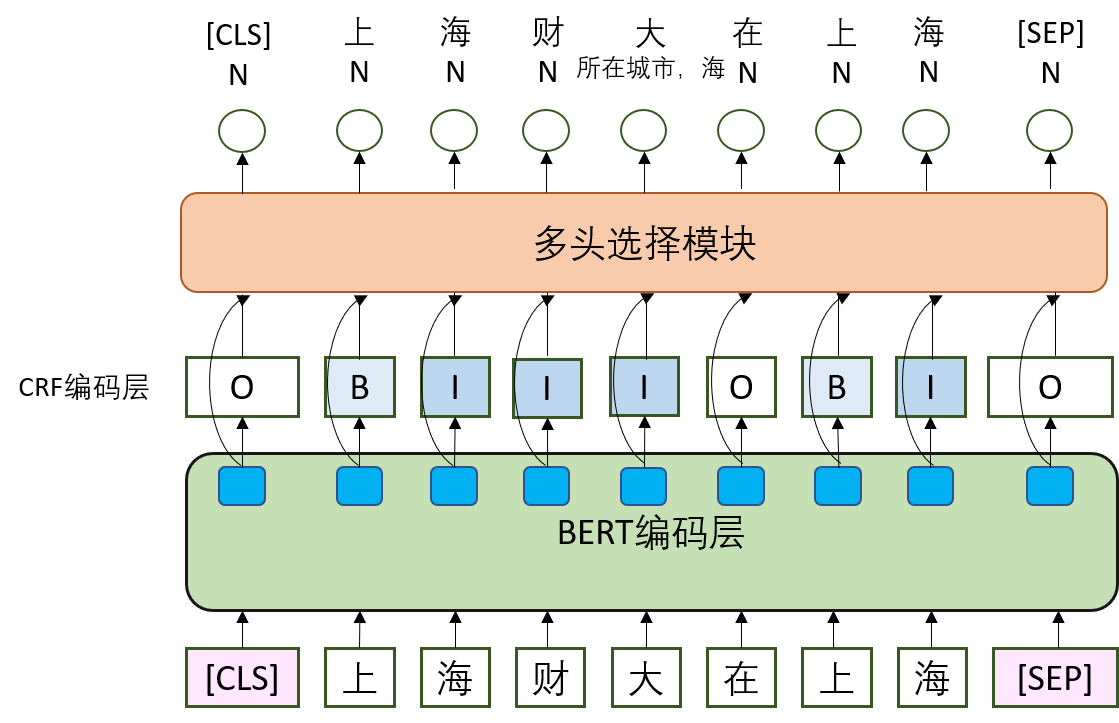 [CLS] 上 海 财 大 在 上 海 [SEP]
N N N N 所在城市，海 N N N N
多头选择模块
CRF编码层 O B I I I O B I O
BERT编码层
[CLS] 上 海 财 大 在 上 海 [SEP]